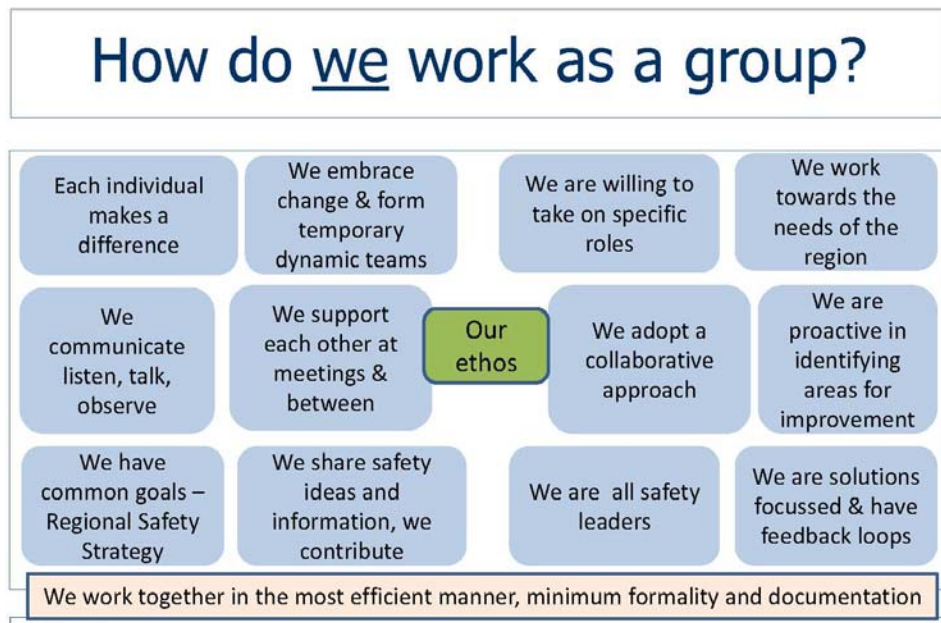 How do we work as a group?
Each individual
makes a
difference
We embrace
change & form
temporary
dynamic teams
We are willing to
take on specific
roles
We work
towards the
needs of the
region
We
communicate
listen, talk,
observe
We support
each other at
meetings &
between
Our
ethos
We adopt a
collaborative
approach
We are
proactive in
identifying
areas for
improvement
We have
common goals –
Regional Safety
Strategy
We share safety
ideas and
information, we
contribute
We are  all safety
leaders
We are solutions
focussed & have
feedback loops
We work together in the most efficient manner, minimum formality and documentation